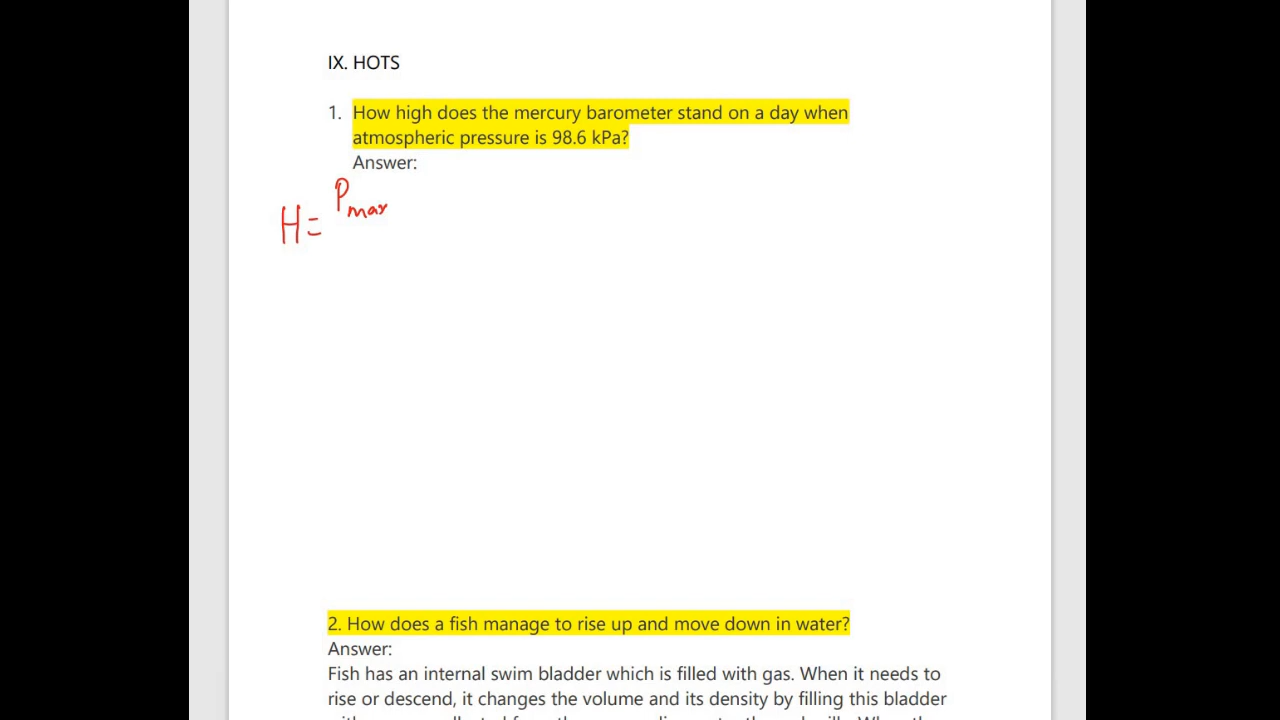 IX. HOTS
1. How high does the mercury barometer stand on a day when
atmospheric pressure is 98.6 kPa?
Answer:
H = Pmax
2. How does a fish manage to rise up and move down in water?
Answer:
Fish has an internal swim bladder which is filled with gas. When it needs to
rise or descend, it changes the volume and its density by filling this bladder